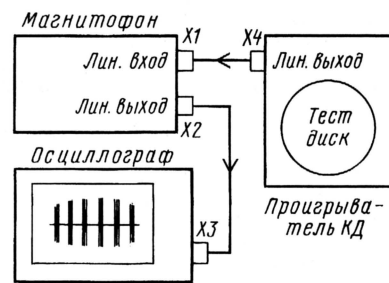 Магнитофон
X1
X4
Лин. вход
Лин. выход
Лин. выход
X2
Тест
диск
Осциллограф
X3
Проигрыва-
тель КД